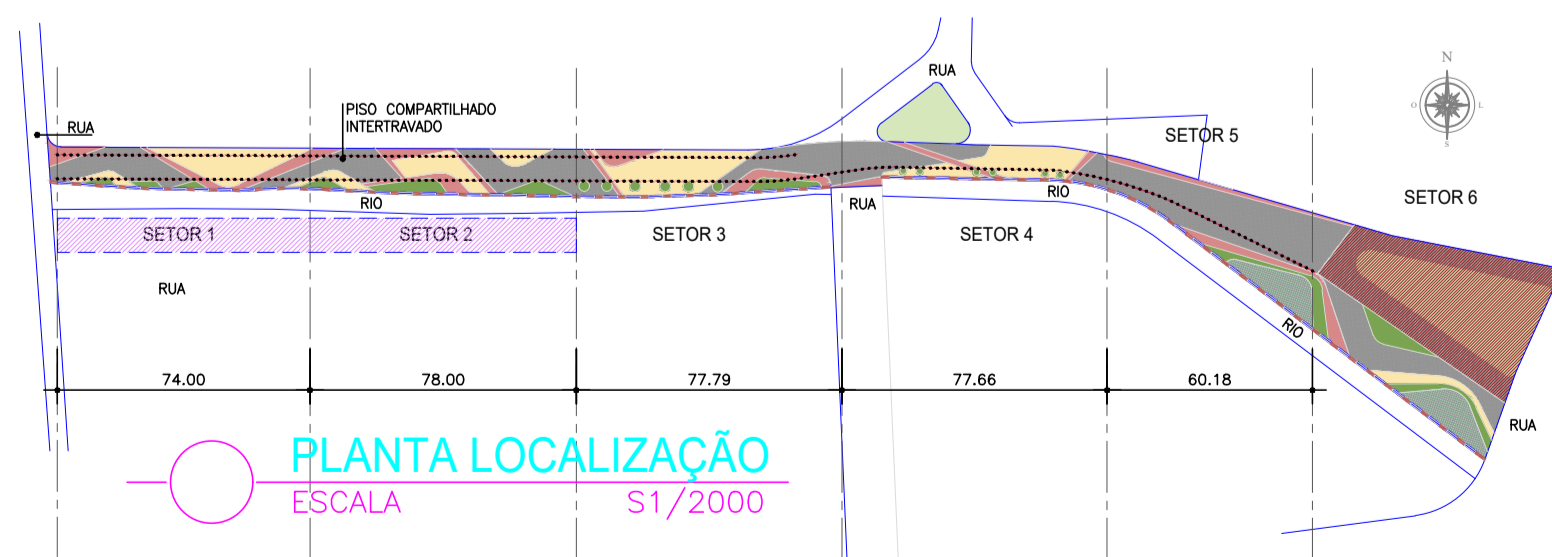 RUA
N
RUA
PISO COMPARTILHADO
INTERTRAVADO
O
L
SETOR 5
S
RIO
RIO
RUA
SETOR 6
SETOR 1
SETOR 2
SETOR 3
SETOR 4
RUA
RIO
74.00
78.00
77.79
77.66
60.18
RUA
PLANTA LOCALIZAÇÃO
ESCALA
S1/2000